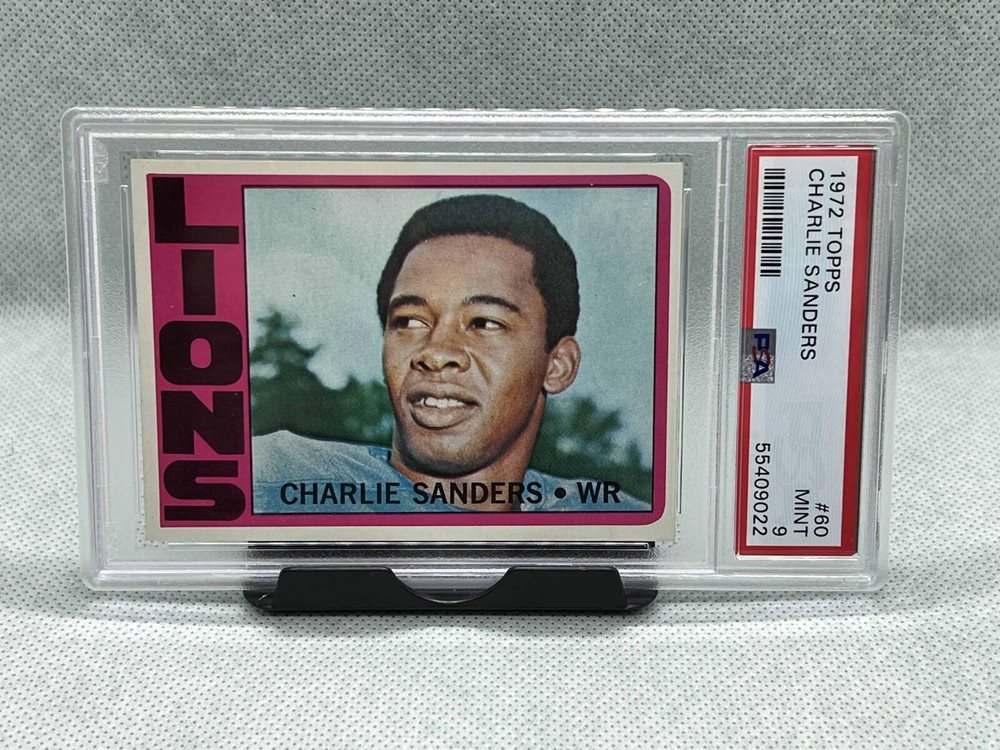 LIONS
CHARLIE SANDERS • WR
1972 TOPPS #60
CHARLIE SANDERS MINT
9
PSA 55409022